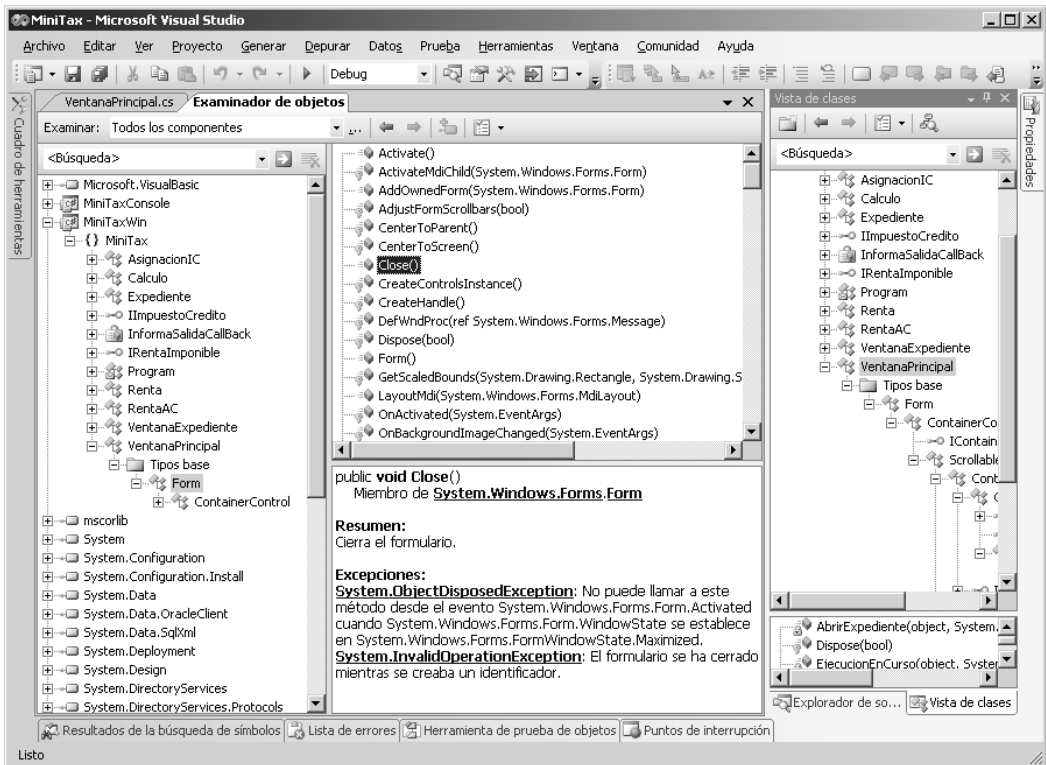 MiniTax - Microsoft Visual Studio
Archivo Editar Ver Proyecto Generar Depurar Datos Prueba Herramientas Ventana Comunidad Ayuda
Debug
Cuadro de herramientas
VentanaPrincipal.cs Examinador de objetos
Examinar: Todos los componentes
<Búsqueda>
Microsoft.VisualBasic
MiniTaxConsole
MiniTaxWin
{} MiniTax
AsignacionIC
Calculo
Expediente
IImpuestoCredito
InformaSalidaCallBack
IRentaImponible
Program
Renta
RentaAC
VentanaExpediente
VentanaPrincipal
Tipos base
Form
ContainerControl
mscorlib
System
System.Configuration
System.Configuration.Install
System.Data
System.Data.OracleClient
System.Data.SqlXml
System.Deployment
System.Design
System.DirectoryServices
System.DirectoryServices.Protocols
Activate()
ActivateMdiChild(System.Windows.Forms.Form)
AddOwnedForm(System.Windows.Forms.Form)
AdjustFormScrollbars(bool)
CenterToParent()
CenterToScreen()
Close()
CreateControlsInstance()
CreateHandle()
DefWndProc(ref System.Windows.Forms.Message)
Dispose(bool)
Form()
GetScaledBounds(System.Drawing.Rectangle, System.Drawing.S
LayoutMdi(System.Windows.Forms.MdiLayout)
OnActivated(System.EventArgs)
OnBackgroundImageChanged(System.EventArgs)
public void Close()
Miembro de System.Windows.Forms.Form
Resumen:
Cierra el formulario.
Excepciones:
System.ObjectDisposedException: No puede llamar a este
método desde el evento System.Windows.Forms.Form.Activated
cuando System.Windows.Forms.Form.WindowState se establece
en System.Windows.Forms.FormWindowState.Maximized.
System.InvalidOperationException: El formulario se ha cerrado
mientras se creaba un identificador.
Vista de clases
<Búsqueda>
AsignacionIC
Calculo
Expediente
IImpuestoCredito
InformaSalidaCallBack
IRentaImponible
Program
Renta
RentaAC
VentanaExpediente
VentanaPrincipal
Tipos base
Form
ContainerCo
IContain
Scrollable
Cont
AbrirExpediente(object, System.
Dispose(bool)
EjecucionEnCurso(object, System
Explorador de so... Vista de clases
Propiedades
Resultados de la búsqueda de símbolos Lista de errores Herramienta de prueba de objetos Puntos de interrupción
Listo